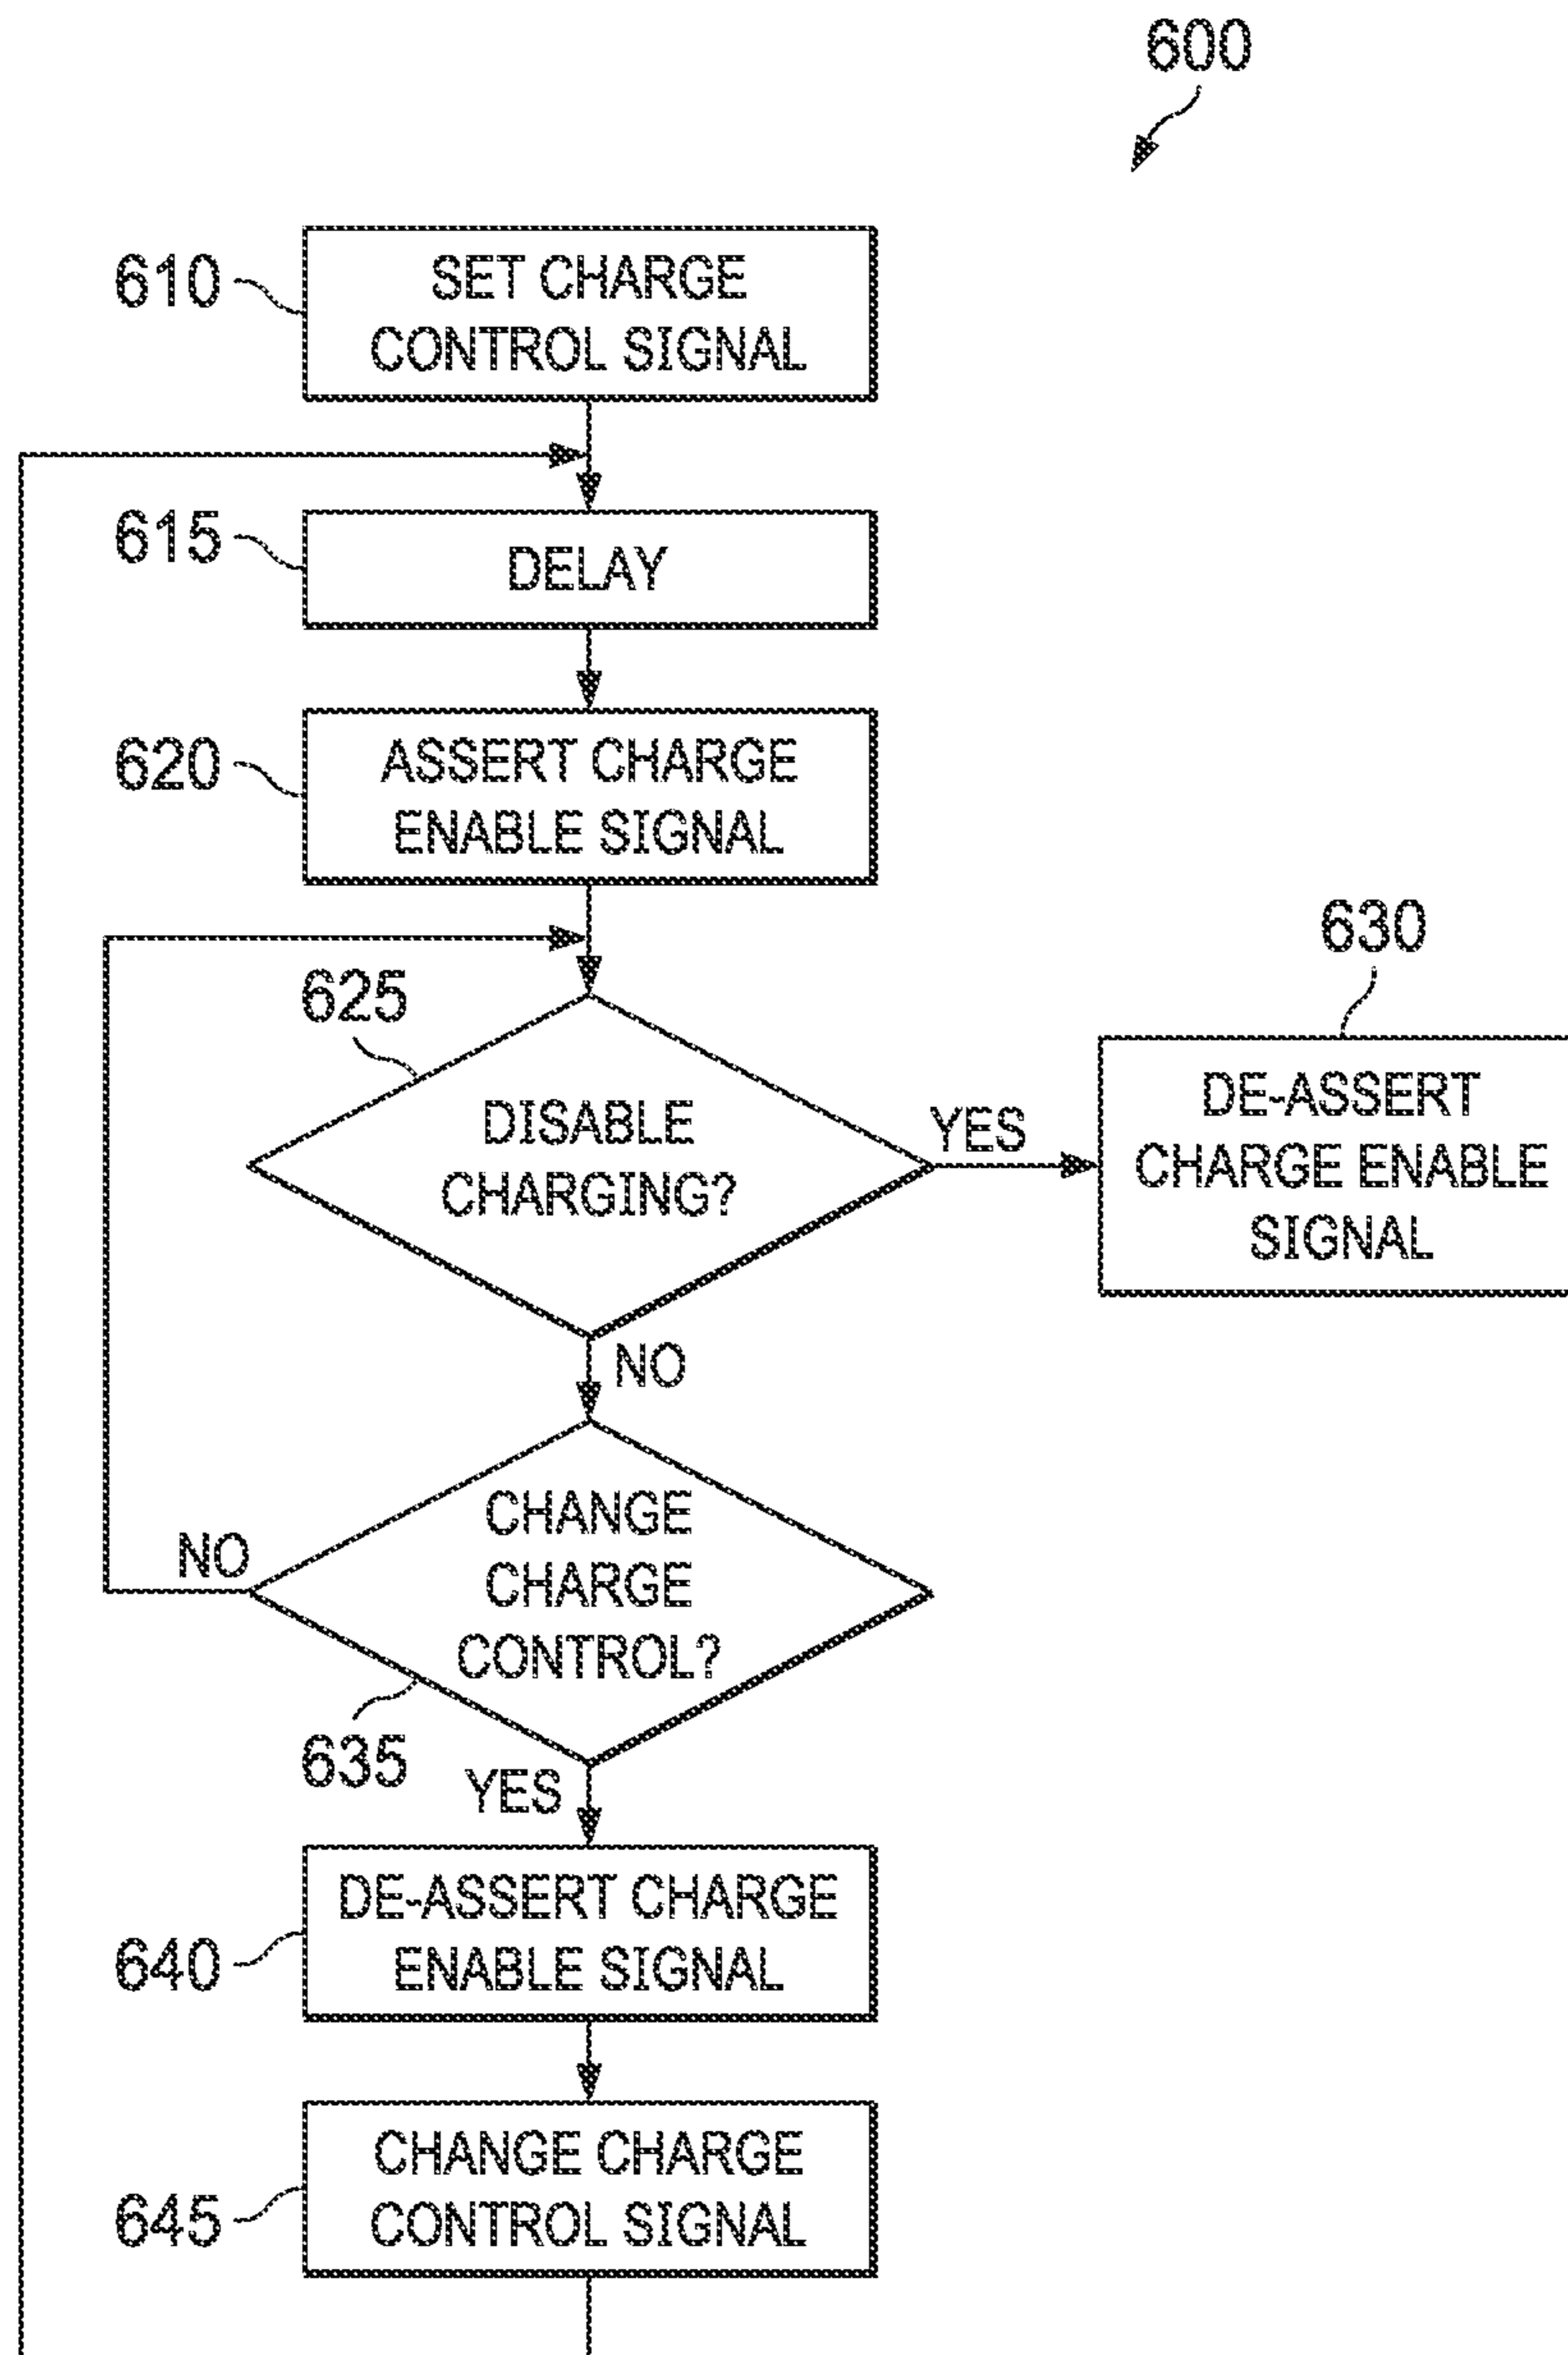 600
610
SET CHARGE
CONTROL SIGNAL
615
DELAY
620
ASSERT CHARGE
ENABLE SIGNAL
625
DISABLE
CHARGING?
YES
630
DE-ASSERT
CHARGE ENABLE
SIGNAL
NO
CHANGE
CHARGE
CONTROL?
NO
635
YES
640
DE-ASSERT CHARGE
ENABLE SIGNAL
645
CHANGE CHARGE
CONTROL SIGNAL